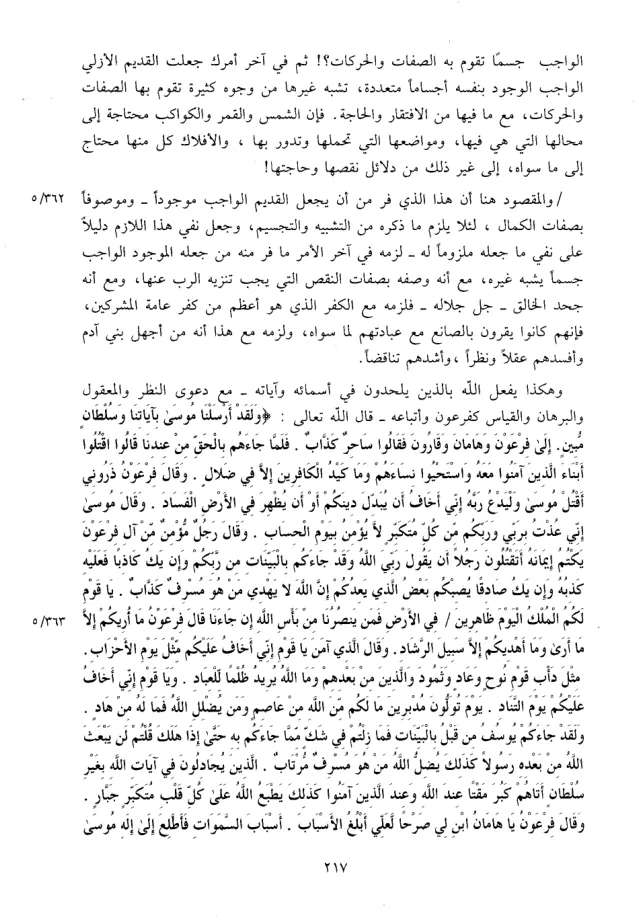 الواجب جسمًا تقوم به الصفات والحركات؟! ثم في آخر أمرك جعلت القديم الأزلي
الواجب الوجود بنفسه أجساماً متعددة، تشبه غيرها من وجوه كثيرة تقوم بها الصفات
والحركات، مع ما فيها من الافتقار والحاجة. فإن الشمس والقمر والكواكب محتاجة إلى
محالها التي هي فيها، ومواضعها التي تحملها وتدور بها ، والأفلاك كل منها محتاج
إلى ما سواه، إلى غير ذلك من دلائل نقصها وحاجتها!
/ والمقصود هنا أن هذا الذي فر من أن يجعل القديم الواجب موجوداً ـ وموصوفاً ٥/٣٦٢
بصفات الكمال ، لئلا يلزم ما ذكره من التشبيه والتجسيم، وجعل نفي هذا اللازم دليلاً
على نفي ما جعله ملزوماً له ـ لزمه في آخر الأمر ما فر منه من جعله الموجود الواجب
جسماً يشبه غيره، مع أنه وصفه بصفات النقص التي يجب تنزيه الرب عنها، ومع أنه
جحد الخالق ـ جل جلاله ـ فلزمه مع الكفر الذي هو أعظم من كفر عامة المشركين،
فإنهم كانوا يقرون بالصانع مع عبادتهم لما سواه، ولزمه مع هذا أنه من أجهل بني آدم
وأفسدهم عقلاً ونظراً ،وأشدهم تناقضاً.
وهكذا يفعل اللّه بالذين يلحدون في أسمائه وآياته ـ مع دعوى النظر والمعقول
والبرهان والقياس كفرعون وأتباعه ـ قال اللّه تعالى : ﴿وَلَقَدْ أَرْسَلْنَا مُوسَىٰ بِآيَاتِنَا وَسُلْطَانٍ
مُّبِينٍ. إِلَىٰ فِرْعَوْنَ وَهَامَانَ وَقَارُونَ فَقَالُوا سَاحِرٌ كَذَّابٌ . فَلَمَّا جَاءَهُم بِالْحَقِّ مِنْ عِندِنَا قَالُوا اقْتُلُوا
أَبْنَاءَ الَّذِينَ آمَنُوا مَعَهُ وَاسْتَحْيُوا نِسَاءَهُمْ وَمَا كَيْدُ الْكَافِرِينَ إِلاَّ فِي ضَلالٍ . وَقَالَ فِرْعَوْنُ ذَرُونِي
أَقْتُلْ مُوسَىٰ وَلْيَدْعُ رَبَّهُ إِنِّي أَخَافُ أَن يُبَدِّلَ دِينَكُمْ أَوْ أَن يُظْهِرَ فِي الأَرْضِ الْفَسَادَ . وَقَالَ مُوسَىٰ
إِنِّي عُذْتُ بِرَبِّي وَرَبِّكُم مِّن كُلِّ مُتَكَبِّرٍ لاَّ يُؤْمِنُ بِيَوْمِ الْحِسَابِ . وَقَالَ رَجُلٌ مُّؤْمِنٌ مِّنْ آلِ فِرْعَوْنَ
يَكْتُمُ إِيمَانَهُ أَتَقْتُلُونَ رَجُلاً أَن يَقُولَ رَبِّيَ اللَّهُ وَقَدْ جَاءَكُم بِالْبَيِّنَاتِ مِن رَّبِّكُمْ وَإِن يَكُ كَاذِبًا فَعَلَيْهِ
كَذِبُهُ وَإِن يَكُ صَادِقًا يُصِبْكُم بَعْضُ الَّذِي يَعِدُكُمْ إِنَّ اللَّهَ لا يَهْدِي مَنْ هُوَ مُسْرِفٌ كَذَّابٌ . يَا قَوْمِ
لَكُمُ الْمُلْكُ الْيَوْمَ ظَاهِرِينَ / فِي الأَرْضِ فَمَن يَنصُرُنَا مِنْ بَأْسِ اللَّهِ إِن جَاءَنَا قَالَ فِرْعَوْنُ مَا أُرِيكُمْ إِلاَّ ٥/٣٦٣
مَا أَرَىٰ وَمَا أَهْدِيكُمْ إِلاَّ سَبِيلَ الرَّشَادِ . وَقَالَ الَّذِي آمَنَ يَا قَوْمِ إِنِّي أَخَافُ عَلَيْكُم مِّثْلَ يَوْمِ الأَحْزَابِ.
مِثْلَ دَأْبِ قَوْمِ نُوحٍ وَعَادٍ وَثَمُودَ وَالَّذِينَ مِنْ بَعْدِهِمْ وَمَا اللَّهُ يُرِيدُ ظُلْمًا لِّلْعِبَادِ . وَيَا قَوْمِ إِنِّي أَخَافُ
عَلَيْكُمْ يَوْمَ التَّنَادِ . يَوْمَ تُوَلُّونَ مُدْبِرِينَ مَا لَكُم مِّنَ اللَّهِ مِنْ عَاصِمٍ وَمَن يُضْلِلِ اللَّهُ فَمَا لَهُ مِنْ هَادٍ .
وَلَقَدْ جَاءَكُمْ يُوسُفُ مِن قَبْلُ بِالْبَيِّنَاتِ فَمَا زِلْتُمْ فِي شَكٍّ مِّمَّا جَاءَكُم بِهِ حَتَّىٰ إِذَا هَلَكَ قُلْتُمْ لَن يَبْعَثَ
اللَّهُ مِنْ بَعْدِهِ رَسُولاً كَذَلِكَ يُضِلُّ اللَّهُ مَنْ هُوَ مُسْرِفٌ مُّرْتَابٌ . الَّذِينَ يُجَادِلُونَ فِي آيَاتِ اللَّهِ بِغَيْرِ
سُلْطَانٍ أَتَاهُمْ كَبُرَ مَقْتًا عِندَ اللَّهِ وَعِندَ الَّذِينَ آمَنُوا كَذَلِكَ يَطْبَعُ اللَّهُ عَلَىٰ كُلِّ قَلْبِ مُتَكَبِّرٍ جَبَّارٍ .
وَقَالَ فِرْعَوْنُ يَا هَامَانُ ابْنِ لِي صَرْحًا لَّعَلِّي أَبْلُغُ الأَسْبَابَ . أَسْبَابَ السَّمَوَاتِ فَأَطَّلِعَ إِلَىٰ إِلَهِ مُوسَىٰ
٢١٧